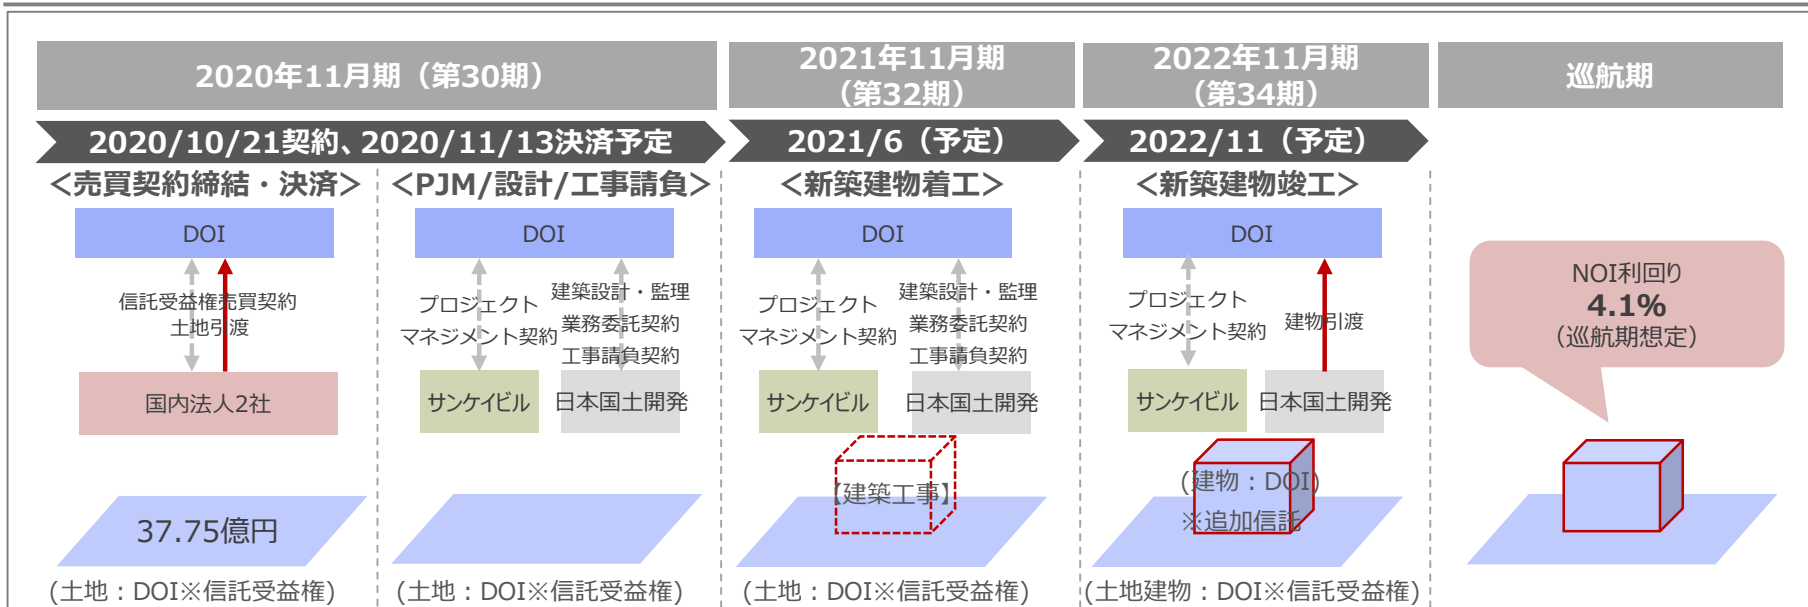 2020年11月期（第30期）
2021年11月期
（第32期）
2022年11月期
（第34期）
巡航期
2020/10/21契約、2020/11/13決済予定
2021/6（予定）
2022/11（予定）
＜売買契約締結・決済＞
＜PJM/設計/工事請負＞
＜新築建物着工＞
＜新築建物竣工＞
DOI
信託受益権売買契約
土地引渡
国内法人2社
37.75億円
(土地：DOI※信託受益権)
DOI
プロジェクト
マネジメント契約
建築設計・監理
業務委託契約
工事請負契約
サンケイビル
日本国土開発
(土地：DOI※信託受益権)
DOI
プロジェクト
マネジメント契約
建築設計・監理
業務委託契約
工事請負契約
サンケイビル
日本国土開発
【建築工事】
(土地：DOI※信託受益権)
DOI
プロジェクト
マネジメント契約
建物引渡
サンケイビル
日本国土開発
(建物：DOI)
※追加信託
(土地建物：DOI※信託受益権)
NOI利回り
4.1%
(巡航期想定)